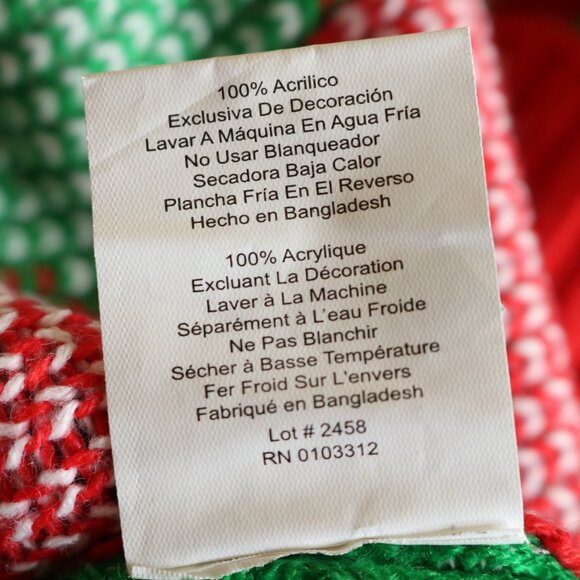 100% Acrilico
Exclusiva De Decoración
Lavar A Máquina En Agua Fría
No Usar Blanqueador
Secadora Baja Calor
Plancha Fría En El Reverso
Hecho en Bangladesh
100% Acrylique
Excluant La Décoration
Laver à La Machine
Séparément à L'eau Froide
Ne Pas Blanchir
Sécher à Basse Température
Fer Froid Sur L'envers
Fabriqué en Bangladesh
Lot # 2458
RN 0103312